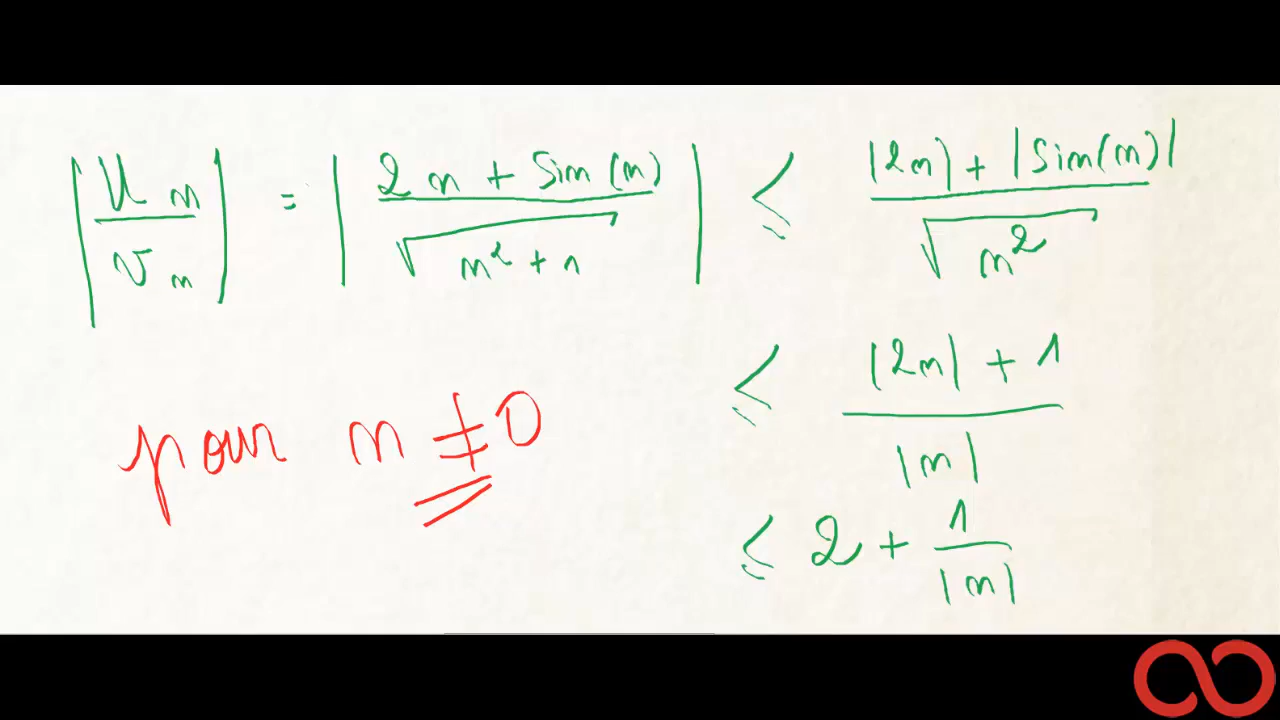 |u_n / v_n| = |(2n + sin(n)) / √(n² + 1)| ≤ (|2n| + |sin(n)|) / √(n²)
≤ (|2n| + 1) / |n|
pour n ≠ 0
≤ 2 + 1 / |n|